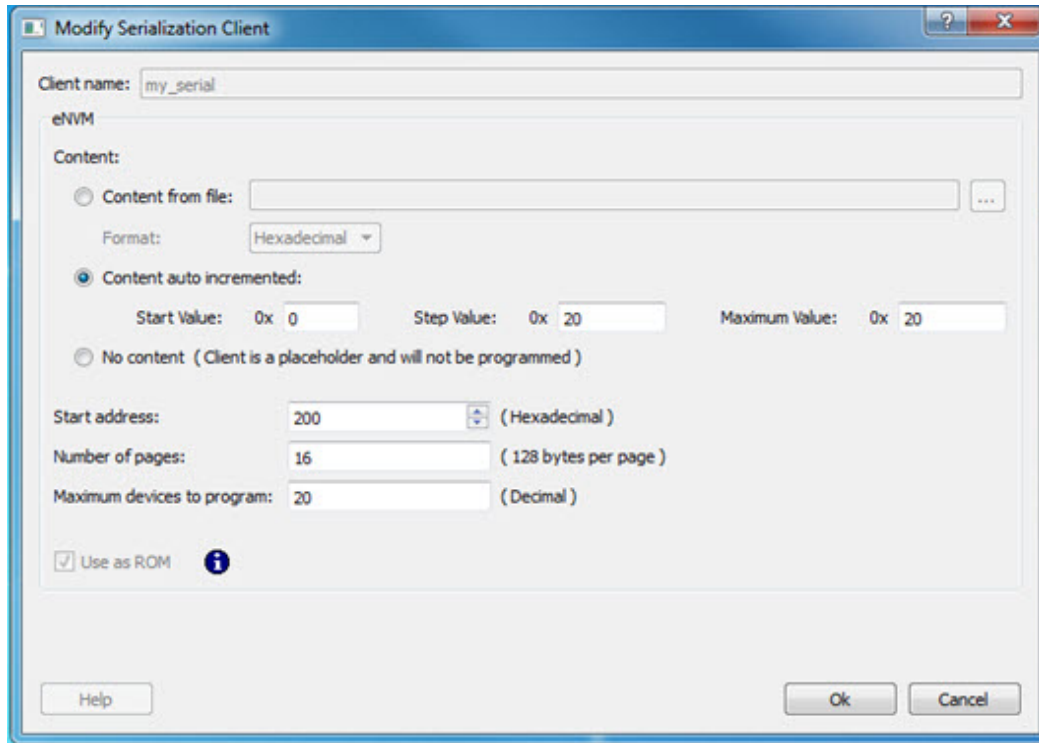 Modify Serialization Client
Client name: my_serial
eNVM
Content:
Content from file: ...
Format: Hexadecimal
Content auto incremented:
Start Value: 0x 0 Step Value: 0x 20 Maximum Value: 0x 20
No content ( Client is a placeholder and will not be programmed )
Start address: 200 ( Hexadecimal )
Number of pages: 16 ( 128 bytes per page )
Maximum devices to program: 20 ( Decimal )
Use as ROM
Help Ok Cancel